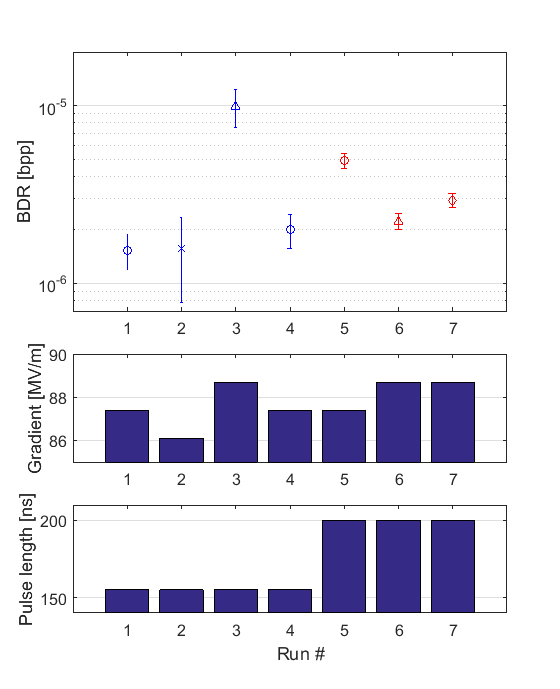 10^-5
10^-6
BDR [bpp]
1 2 3 4 5 6 7
90
88
86
Gradient [MV/m]
1 2 3 4 5 6 7
200
150
Pulse length [ns]
1 2 3 4 5 6 7
Run #